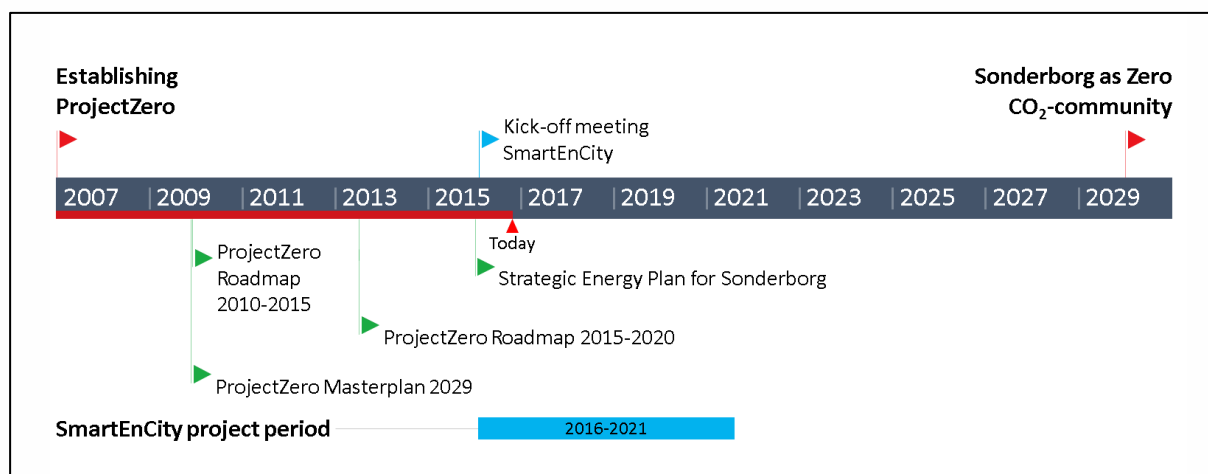 Establishing
ProjectZero
Sonderborg as Zero
CO₂-community
Kick-off meeting
SmartEnCity
2007 2009 2011 2013 2015 2017 2019 2021 2023 2025 2027 2029
Today
ProjectZero
Roadmap
2010-2015
Strategic Energy Plan for Sonderborg
ProjectZero Roadmap 2015-2020
ProjectZero Masterplan 2029
SmartEnCity project period
2016-2021